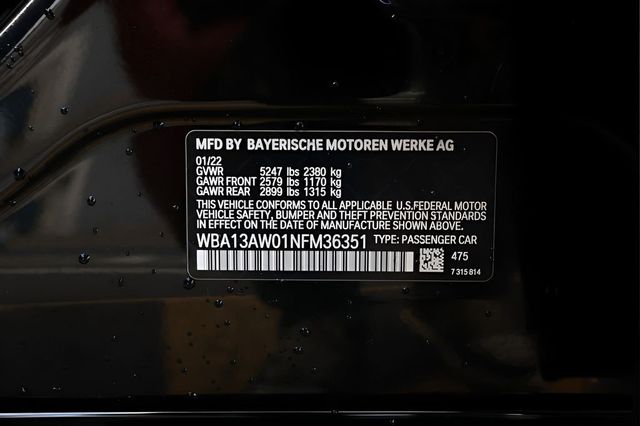 MFD BY BAYERISCHE MOTOREN WERKE AG
01/22
GVWR 5247 lbs 2380 kg
GAWR FRONT 2579 lbs 1170 kg
GAWR REAR 2899 lbs 1315 kg
THIS VEHICLE CONFORMS TO ALL APPLICABLE U.S.FEDERAL MOTOR
VEHICLE SAFETY, BUMPER AND THEFT PREVENTION STANDARDS
IN EFFECT ON THE DATE OF MANUFACTURE SHOWN ABOVE.
WBA13AW01NFM36351 TYPE: PASSENGER CAR
475
7 315 814